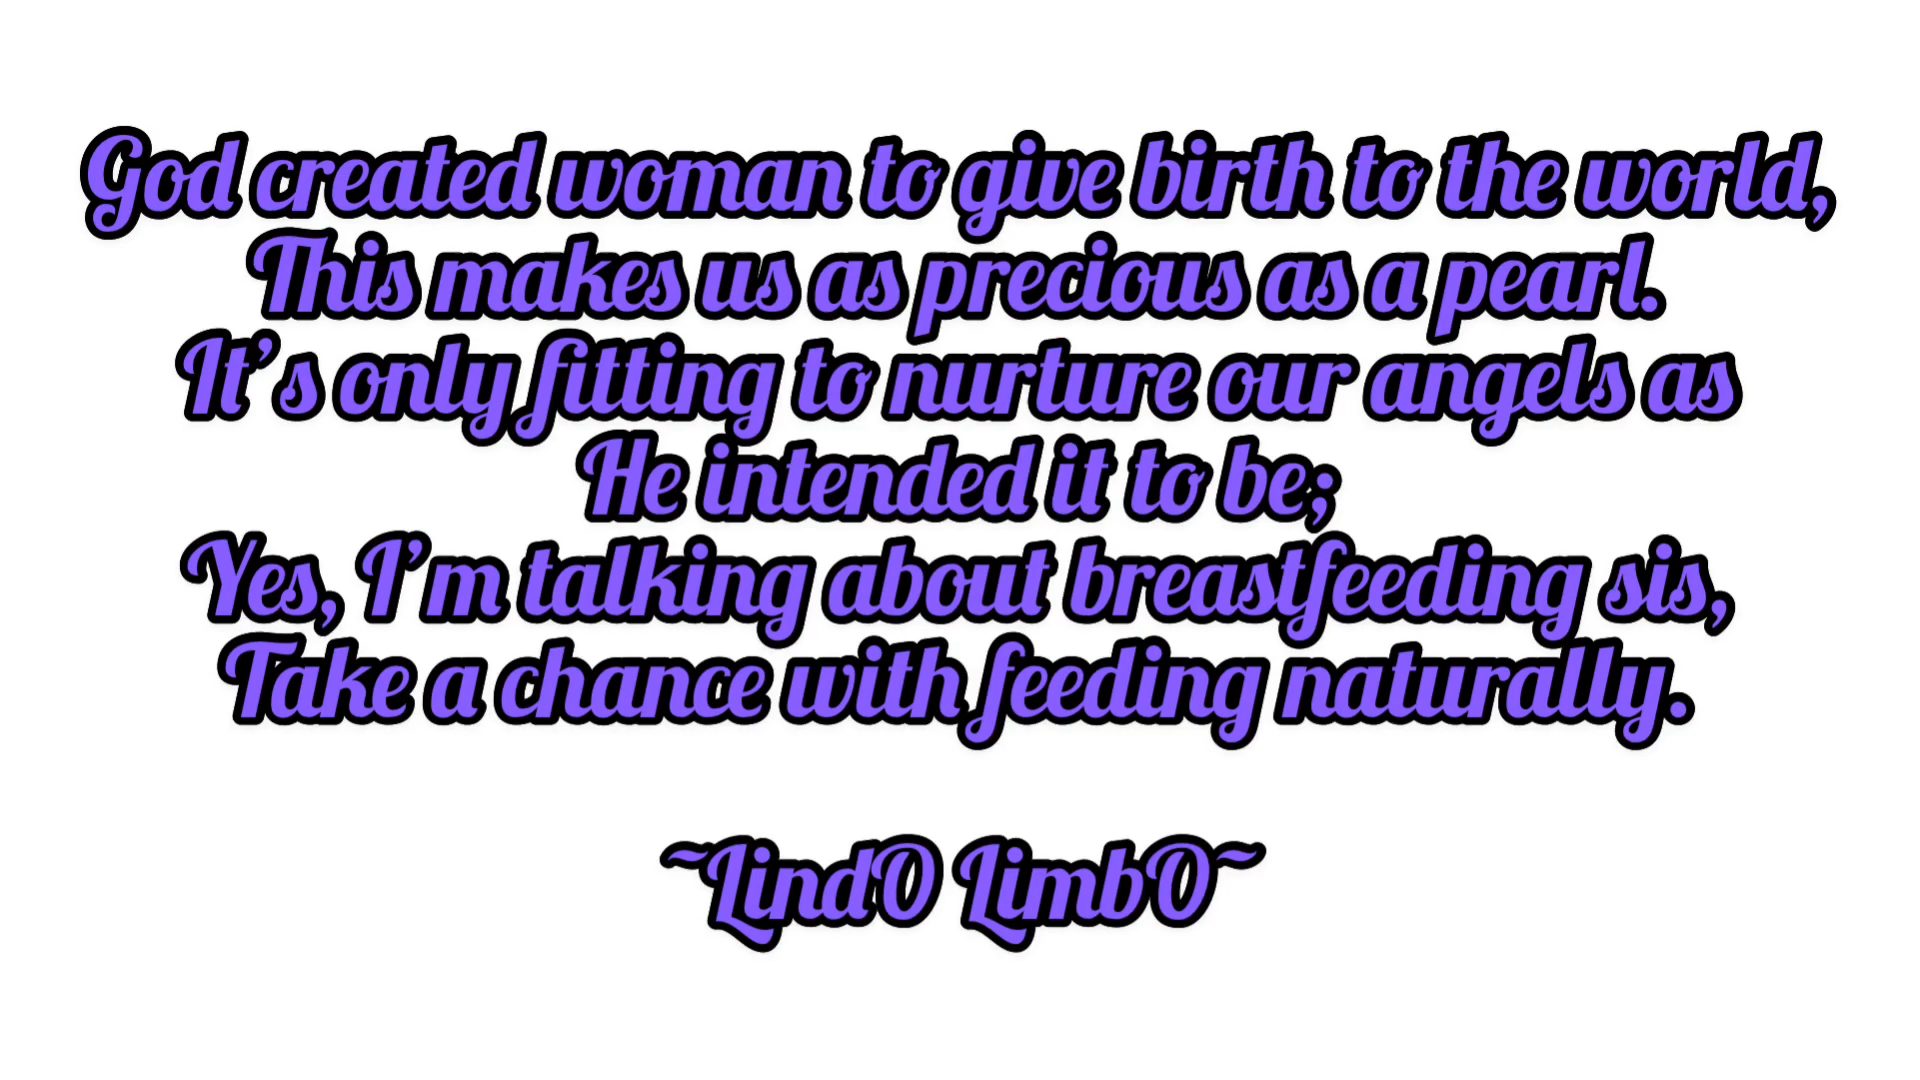 God created woman to give birth to the world,
This makes us as precious as a pearl.
It's only fitting to nurture our angels as
He intended it to be;
Yes, I'm talking about breastfeeding sis,
Take a chance with feeding naturally.
~LindO LimbO~